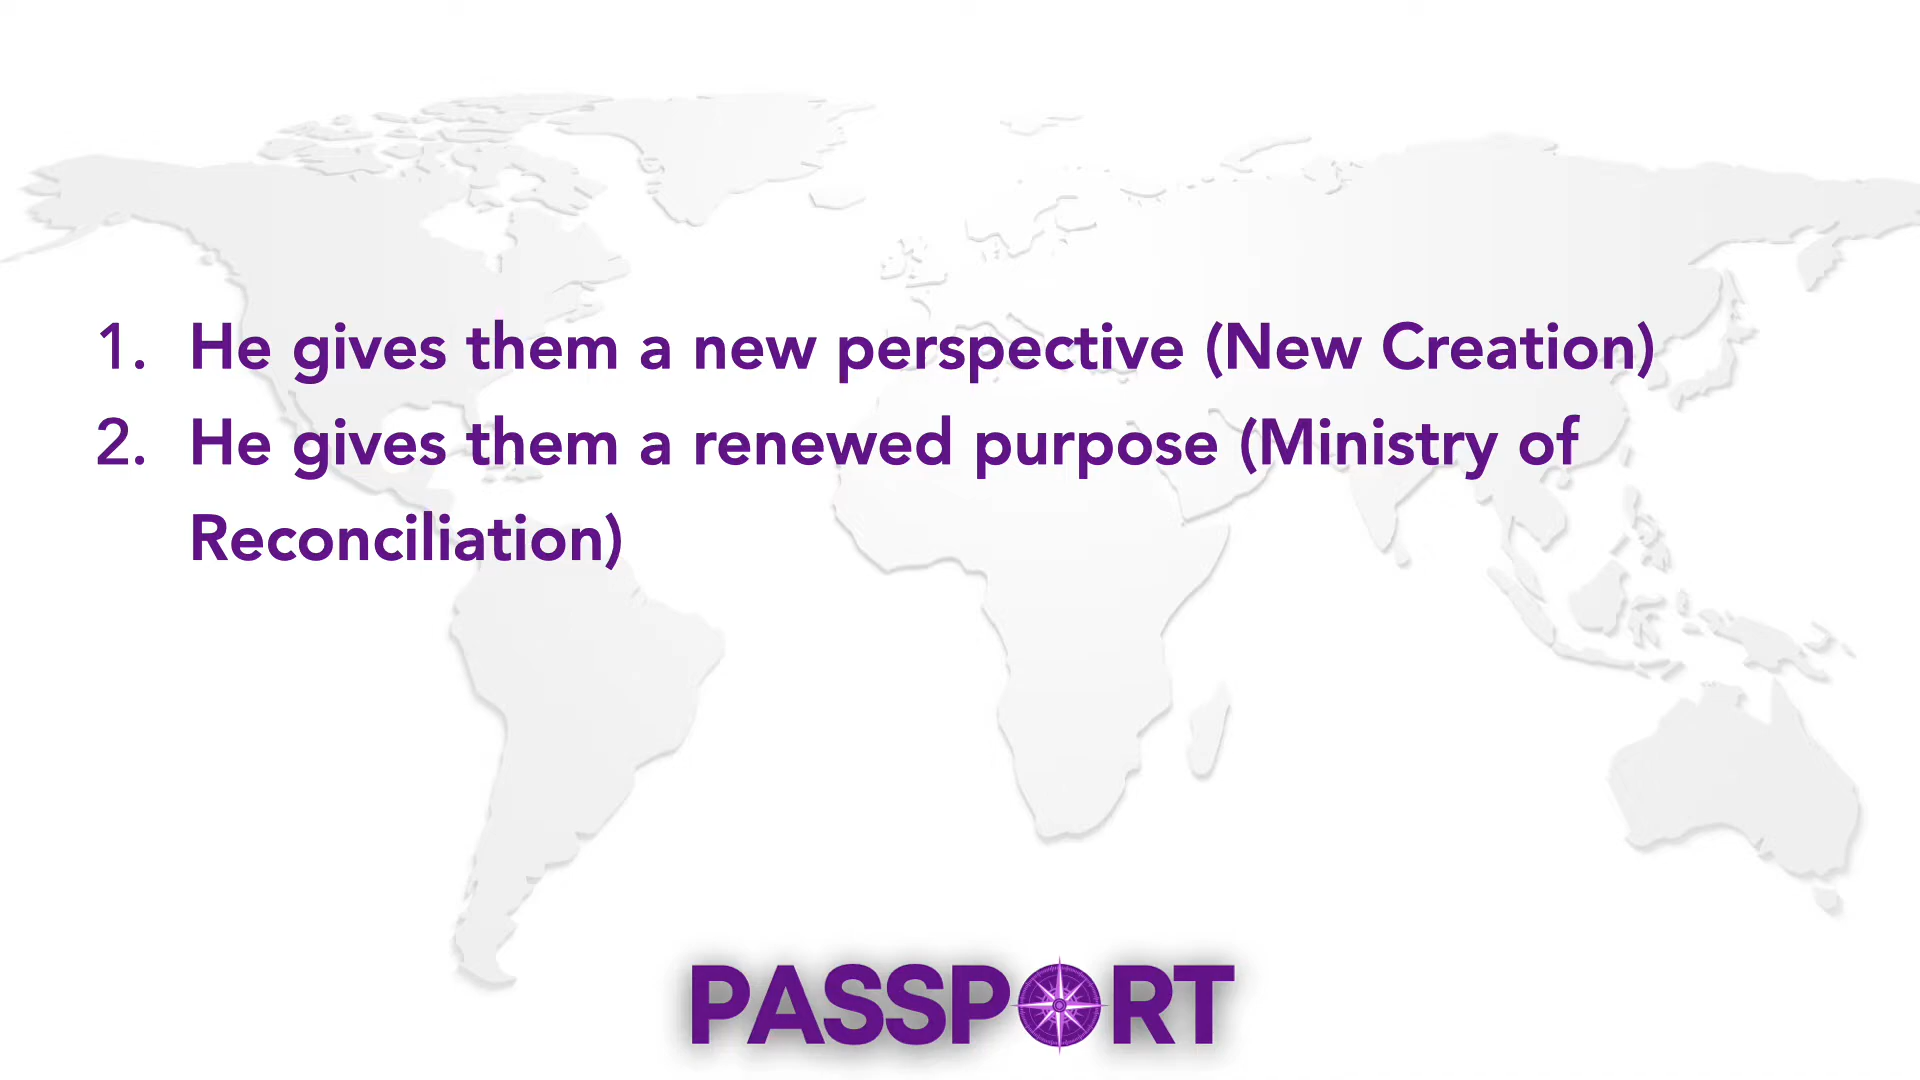 1. He gives them a new perspective (New Creation)
2. He gives them a renewed purpose (Ministry of
Reconciliation)
PASSPORT